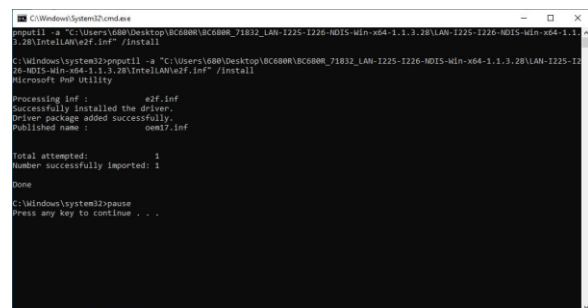 C:\Windows\System32\cmd.exe
pnputil -a "C:\Users\680\Desktop\BC680R\BC680R_71832_LAN-I225-I226-NDIS-Win-x64-1.1.3.28\LAN-I225-I226-NDIS-Win-x64-1.1.
3.28\IntelLAN\e2f.inf" /install
C:\Windows\system32>pnputil -a "C:\Users\680\Desktop\BC680R\BC680R_71832_LAN-I225-I226-NDIS-Win-x64-1.1.3.28\LAN-I225-I2
26-NDIS-Win-x64-1.1.3.28\IntelLAN\e2f.inf" /install
Microsoft PnP Utility
Processing inf : e2f.inf
Successfully installed the driver.
Driver package added successfully.
Published name : oem17.inf
Total attempted: 1
Number successfully imported: 1
Done
C:\Windows\system32>pause
Press any key to continue . . .